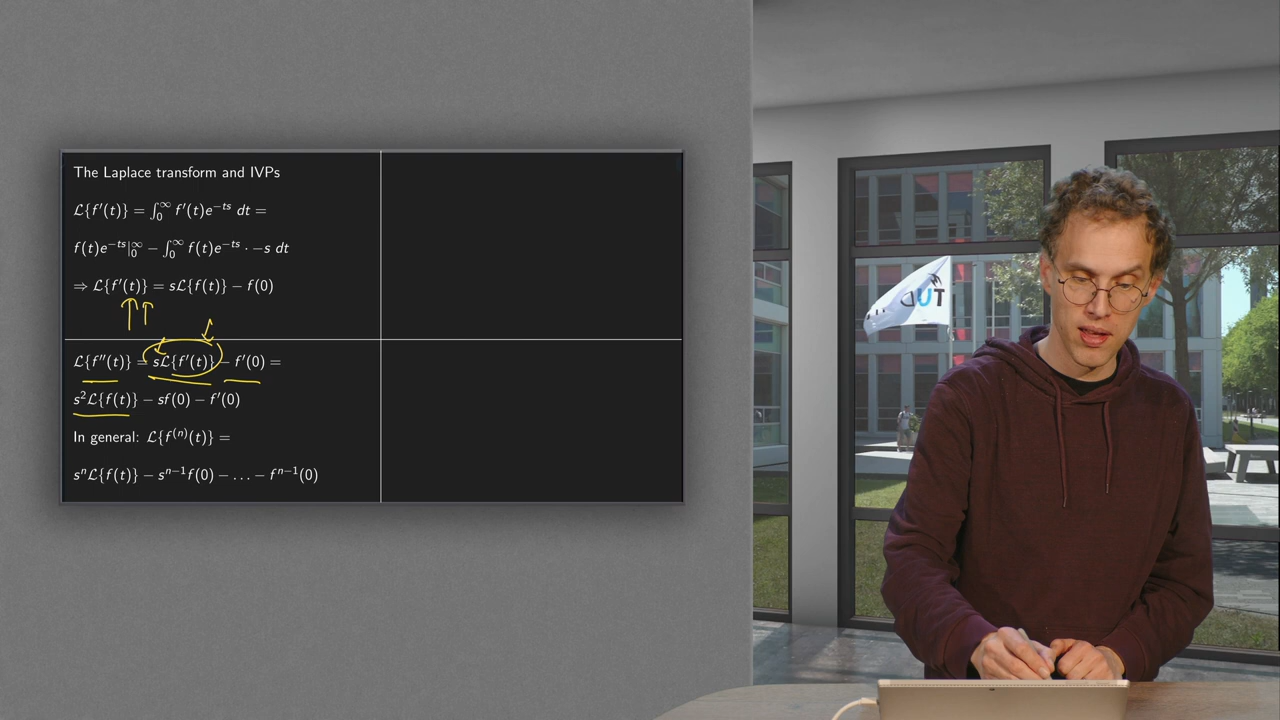 The Laplace transform and IVPs
ℒ{f′(t)} = ∫₀^∞ f′(t)e^{−ts} dt =
f(t)e^{−ts}|₀^∞ − ∫₀^∞ f(t)e^{−ts} · −s dt
⇒ ℒ{f′(t)} = sℒ{f(t)} − f(0)
ℒ{f″(t)} = sℒ{f′(t)} − f′(0) =
s²ℒ{f(t)} − sf(0) − f′(0)
In general: ℒ{f^{(n)}(t)} =
s^nℒ{f(t)} − s^{n−1}f(0) − … − f^{n−1}(0)